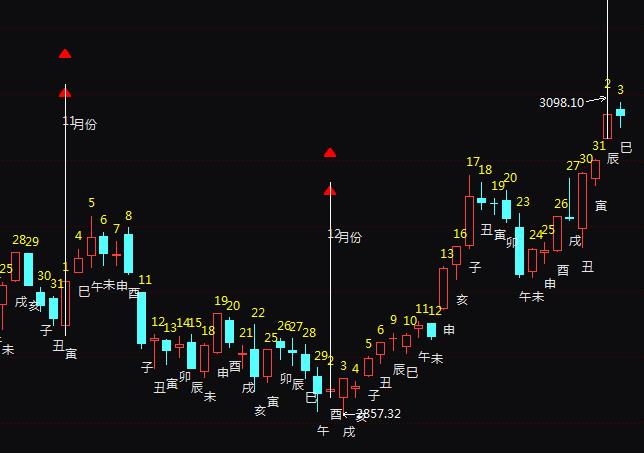 11月份
12月份
3098.10
←2857.32
25
未
28
戌
29
亥
30
子
31
丑
1
寅
4
巳
5
午
6
未
7
申
8
酉
11
子
12
丑
13
寅
14
卯
15
辰
18
未
19
申
20
酉
21
戌
22
亥
25
寅
26
卯
27
辰
28
巳
29
午
2
酉
3
戌
4
亥
5
子
6
丑
9
辰
10
巳
11
午
12
未
13
申
16
亥
17
子
18
丑
19
寅
20
卯
23
午
24
未
25
申
26
酉
27
戌
30
丑
31
寅
2
辰
3
巳